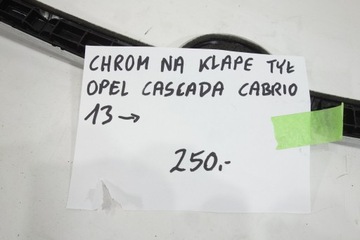 CHROM NA KLAPE TYŁ
OPEL CASCADA CABRIO
13→
250.-